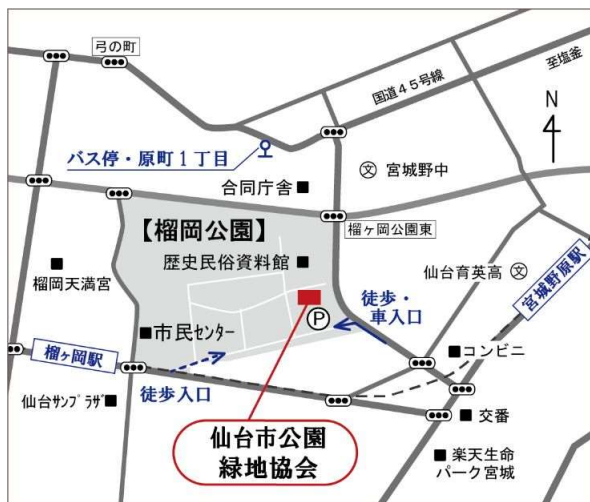 弓の町
国道45号線
至塩釜
N
バス停・原町1丁目
文 宮城野中
合同庁舎
【榴岡公園】
榴ヶ岡公園東
歴史民俗資料館
仙台育英高 文
宮城野原駅
榴岡天満宮
徒歩・
車入口
P
市民センター
榴ヶ岡駅
コンビニ
仙台サンプラザ
徒歩入口
交番
仙台市公園
緑地協会
楽天生命
パーク宮城